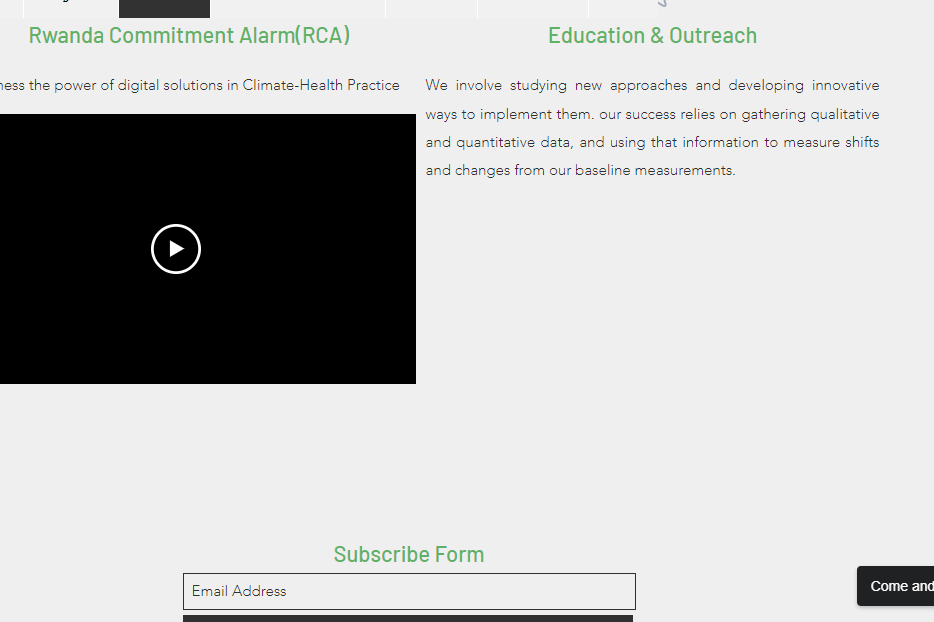 Rwanda Commitment Alarm(RCA)
ness the power of digital solutions in Climate-Health Practice
Education & Outreach
We involve studying new approaches and developing innovative
ways to implement them. our success relies on gathering qualitative
and quantitative data, and using that information to measure shifts
and changes from our baseline measurements.
Subscribe Form
Email Address
Come and